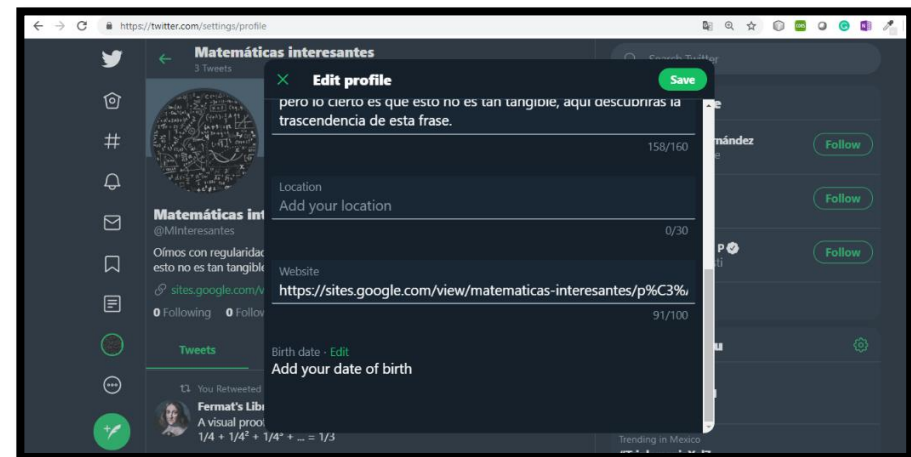 https://twitter.com/settings/profile
Matemáticas interesantes
3 Tweets
Search Twitter
Edit profile
Save
pero lo cierto es que esto no es tan tangible, aquí descubrirás la
trascendencia de esta frase.
158/160
Location
Add your location
0/30
Website
https://sites.google.com/view/matematicas-interesantes/p%C3%
91/100
Birth date - Edit
Add your date of birth
Matemáticas int
@MInteresantes
Oímos con regularidad
esto no es tan tangible
sites.google.com/v
0 Following 0 Follow
Tweets
You Retweeted
Fermat's Lib
A visual proo
1/4 + 1/4² + 1/4³ + ... = 1/3
nández
Follow
Follow
P
Follow
Trending in Mexico